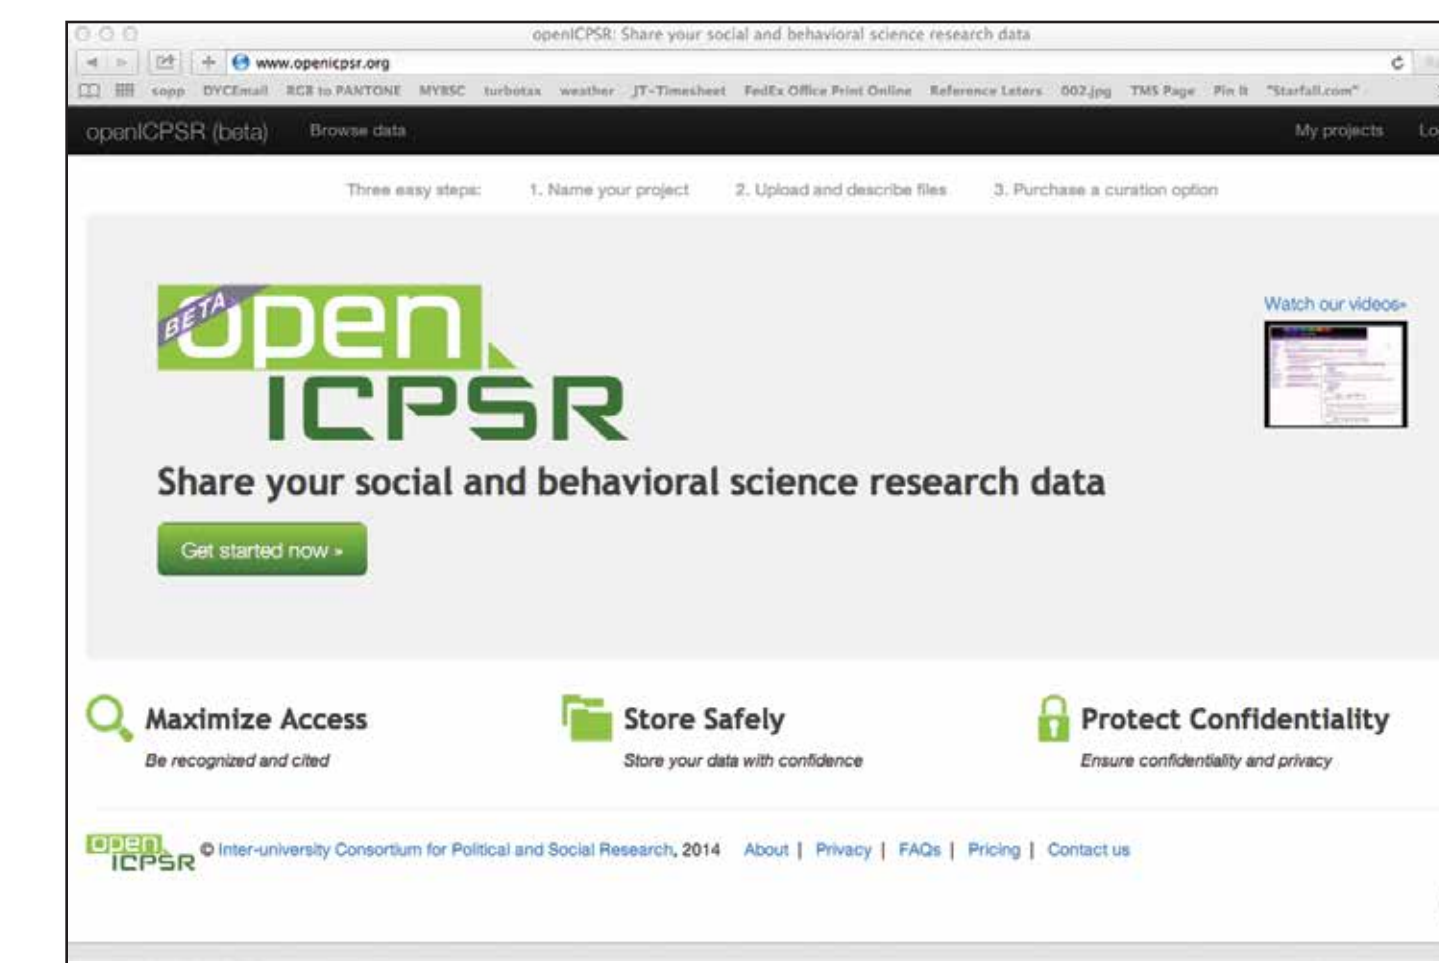 openICPSR: Share your social and behavioral science research data
www.openicpsr.org
sopp DYCEmail RGB to PANTONE MYBSC turbotax weather JT-Timesheet FedEx Office Print Online Reference Leters 002.jpg TMS Page Pin It "Starfall.com"
openICPSR (beta) Browse data My projects Lo
Three easy steps: 1. Name your project 2. Upload and describe files 3. Purchase a curation option
BETA
open
ICPSR
Watch our videos»
Share your social and behavioral science research data
Get started now »
Maximize Access Store Safely Protect Confidentiality
Be recognized and cited Store your data with confidence Ensure confidentiality and privacy
open
ICPSR
© Inter-university Consortium for Political and Social Research, 2014 About | Privacy | FAQs | Pricing | Contact us